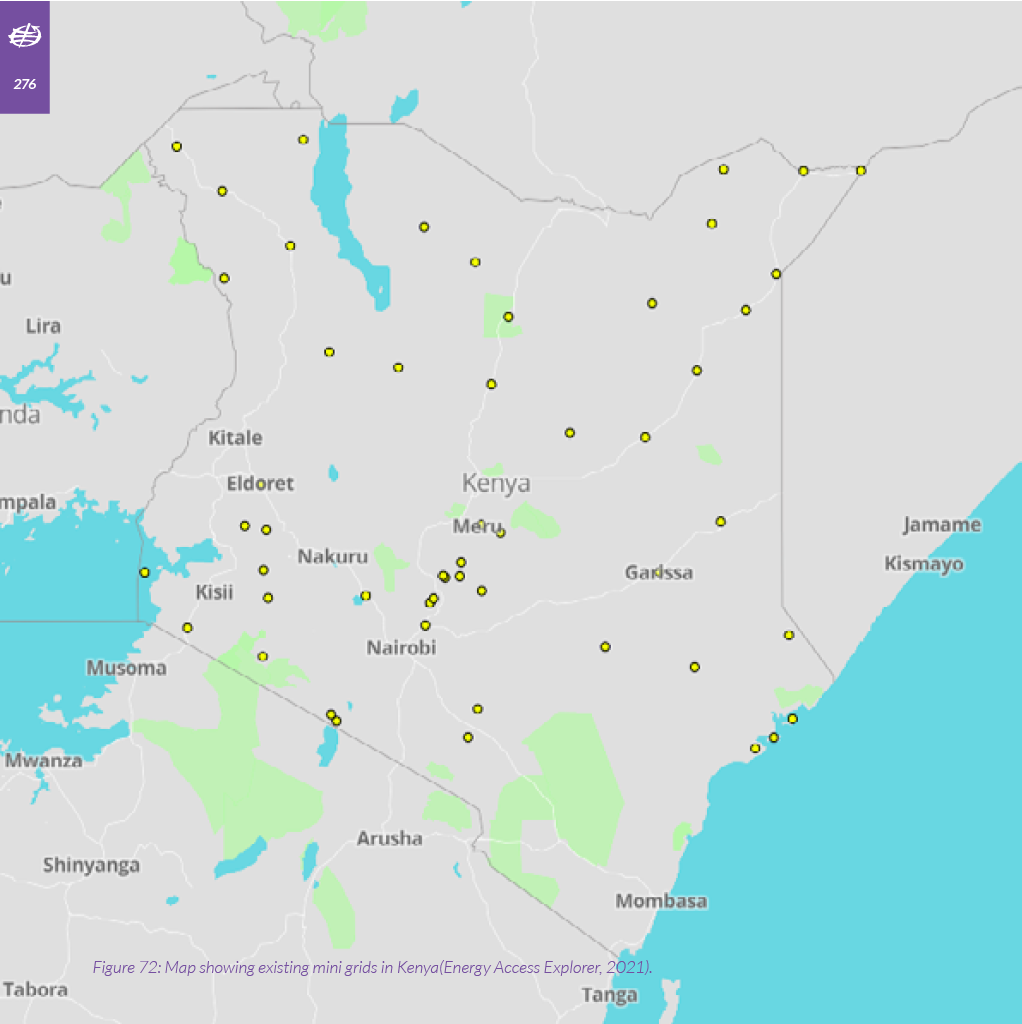 276
u
Lira
nda
Kitale
Eldoret
Kenya
mpala
Meru
Jamame
Nakuru
Kismayo
Garissa
Kisii
Nairobi
Musoma
Mwanza
Arusha
Shinyanga
Mombasa
Figure 72: Map showing existing mini grids in Kenya(Energy Access Explorer, 2021).
Tabora
Tanga